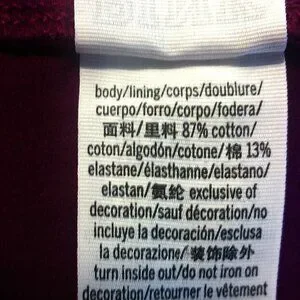 body/lining/corps/doublure/
cuerpo/forro/corpo/fodera/
面料/里料 87% cotton/
coton/algodón/cotone/棉 13%
elastane/élasthanne/elastano/
elastan/氨纶 exclusive of
decoration/sauf décoration/no
incluye la decoración/esclusa
la decorazione/装饰除外
turn inside out/do not iron on
decoration/retourner le vêtement